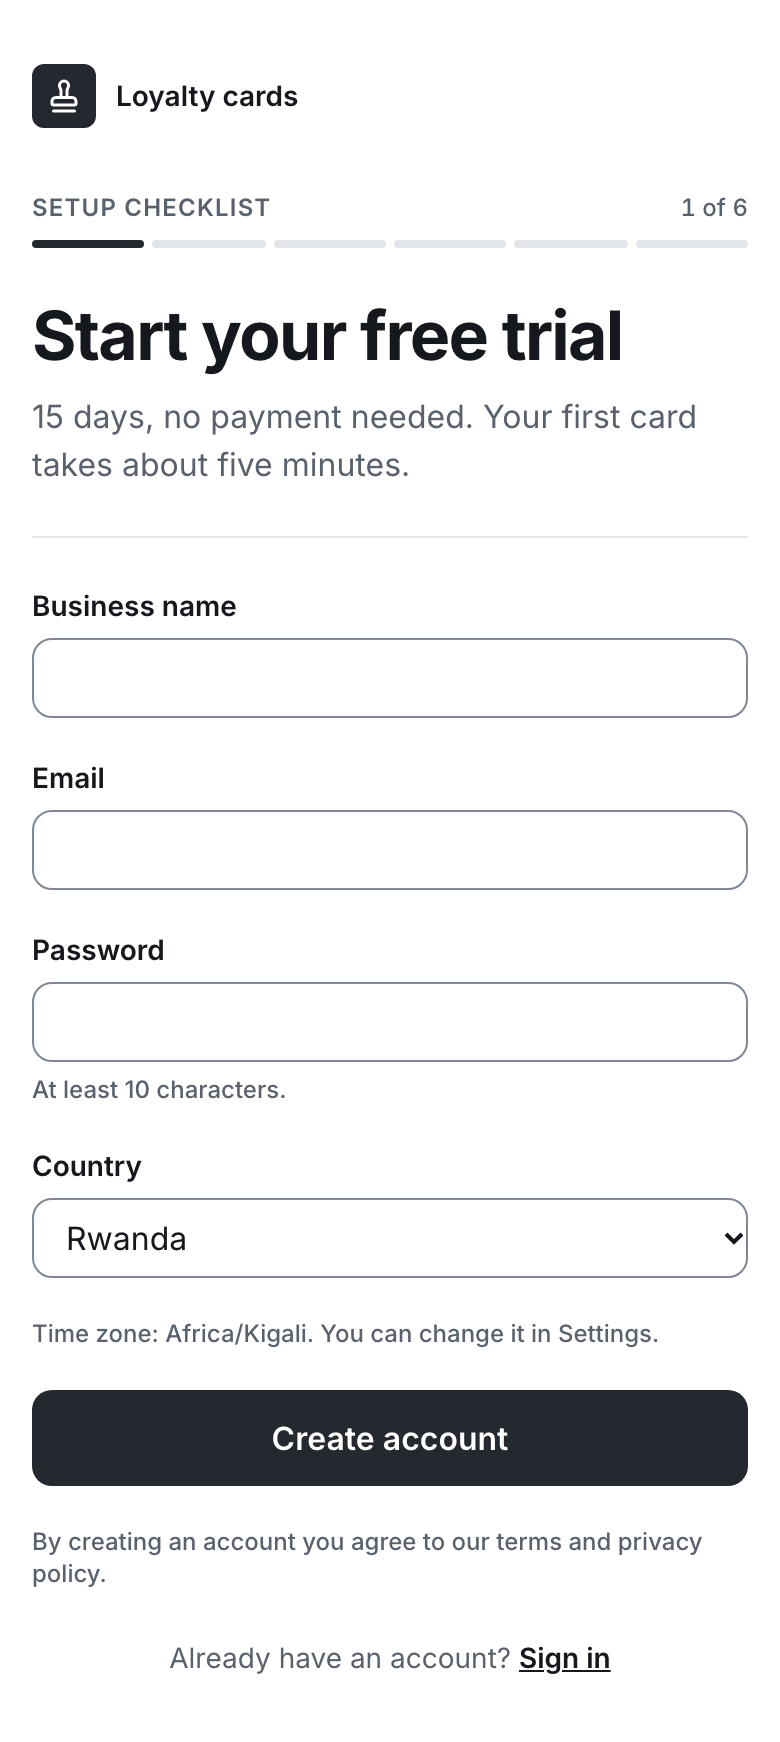 Loyalty cards
SETUP CHECKLIST
1 of 6
Start your free trial
15 days, no payment needed. Your first card
takes about five minutes.
Business name
Email
Password
At least 10 characters.
Country
Rwanda
Time zone: Africa/Kigali. You can change it in Settings.
Create account
By creating an account you agree to our terms and privacy
policy.
Already have an account? Sign in